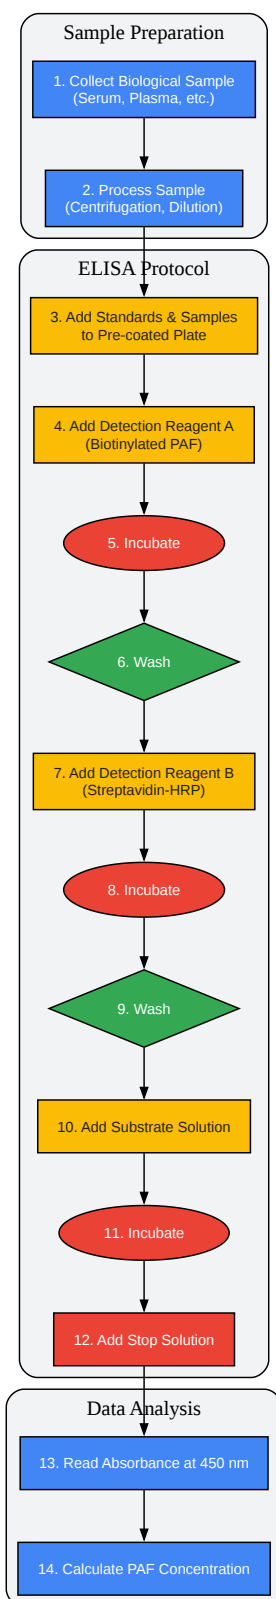 Sample Preparation
1. Collect Biological Sample
(Serum, Plasma, etc.)
2. Process Sample
(Centrifugation, Dilution)
ELISA Protocol
3. Add Standards & Samples
to Pre-coated Plate
4. Add Detection Reagent A
(Biotinylated PAF)
5. Incubate
6. Wash
7. Add Detection Reagent B
(Streptavidin-HRP)
8. Incubate
9. Wash
10. Add Substrate Solution
11. Incubate
12. Add Stop Solution
Data Analysis
13. Read Absorbance at 450 nm
14. Calculate PAF Concentration